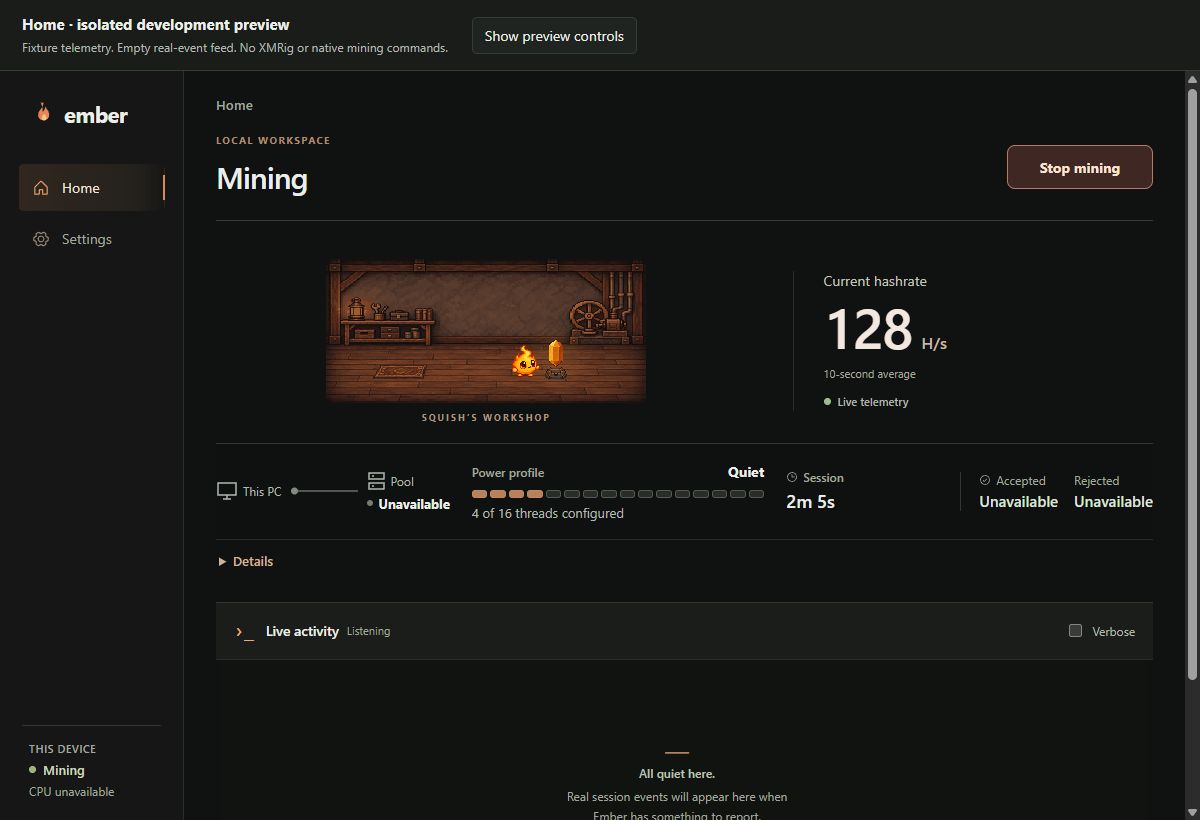 Home · isolated development preview
Fixture telemetry. Empty real-event feed. No XMRig or native mining commands.
Show preview controls
ember
Home
Settings
THIS DEVICE
Mining
CPU unavailable
Home
LOCAL WORKSPACE
Mining
Stop mining
SQUISH'S WORKSHOP
Current hashrate
128 H/s
10-second average
Live telemetry
This PC
Pool
Unavailable
Power profile
Quiet
4 of 16 threads configured
Session
2m 5s
Accepted
Unavailable
Rejected
Unavailable
Details
Live activity Listening
Verbose
All quiet here.
Real session events will appear here when
Ember has something to report.